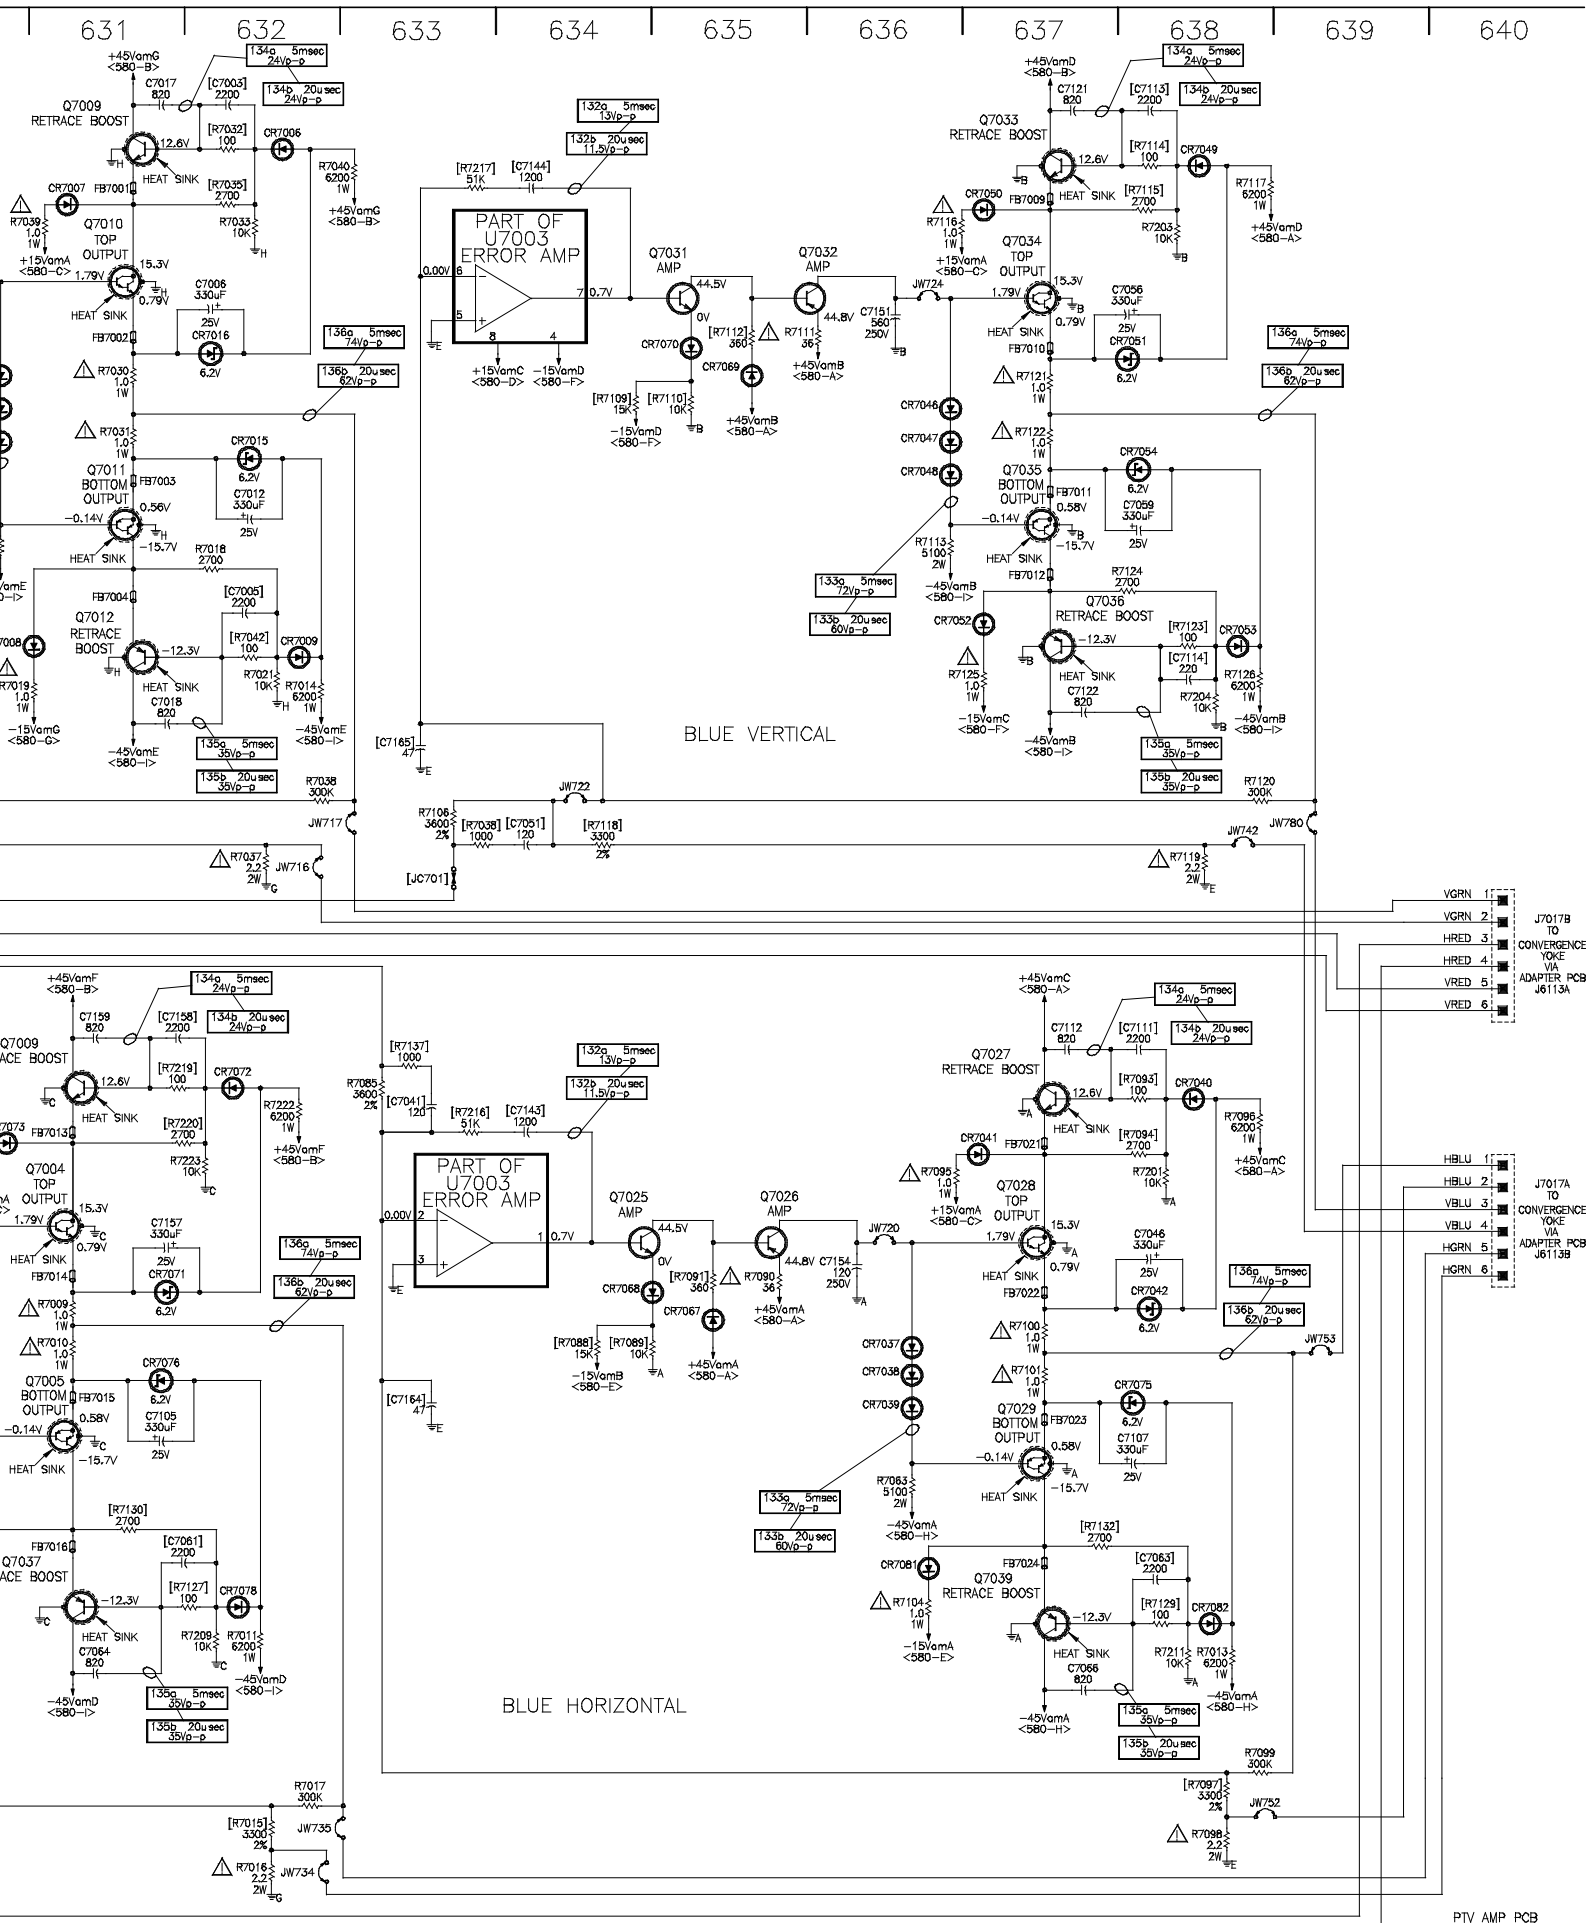 631 632 633 634 635 636 637 638 639 640
+45VamG
<580-B>
C7017
820
[C7003]
2200
134a 5msec
24Vp-p
134b 20usec
24Vp-p
Q7009
RETRACE BOOST
12.6V
[R7032]
100
CR7006
H
HEAT SINK
R7040
6200
1W
+45VamG
<580-B>
CR7007
FB7001
[R7035]
2700
R7033
10K
H
R7039
1.0
1W
+15VamA
<580-C>
Q7010
TOP
OUTPUT
15.3V
1.79V
H
0.79V
HEAT SINK
C7006
330uF
25V
CR7016
6.2V
FB7002
R7030
1.0
1W
136a 5msec
74Vp-p
136b 20usec
62Vp-p
R7031
1.0
1W
CR7015
6.2V
C7012
330uF
25V
Q7011
BOTTOM
OUTPUT
FB7003
0.56V
-0.14V
H
-15.7V
HEAT SINK
R7018
2700
[C7005]
2200
VamE
FB7004
Q7012
RETRACE
BOOST
7008
-12.3V
H
HEAT SINK
[R7042]
100
CR7009
R7021
10K
H
R7014
6200
1W
R7019
1.0
1W
-15VamG
<580-G>
C7018
820
-45VamE
<580-I>
-45VamE
<580-I>
135a 5msec
35Vp-p
135b 20usec
35Vp-p
R7038
300K
JW717
R7037
2.2
2W
G
JW716
132a 5msec
13Vp-p
132b 20usec
11.5Vp-p
[R7217]
51K
[C7144]
1200
PART OF
U7003
ERROR AMP
0.00V 6
5
7 0.7V
8
4
E
+15VamC
<580-D>
-15VamD
<580-F>
Q7031
AMP
44.5V
0V
Q7032
AMP
44.8V
CR7070
[R7112]
360
CR7069
R7111
36
+45VamB
<580-A>
[R7109]
15K
[R7110]
10K
B
-15VamD
<580-F>
+45VamB
<580-A>
JW724
C7151
560
250V
B
CR7046
CR7047
CR7048
R7113
5100
2W
-45VamB
<580-I>
133a 5msec
72Vp-p
133b 20usec
60Vp-p
BLUE VERTICAL
[C7165]
47
E
R7106
3600
2%
[R7038]
1000
[C7051]
120
JW722
[R7118]
3300
2%
[JC701]
+45VamD
<580-B>
C7121
820
[C7113]
2200
134a 5msec
24Vp-p
134b 20usec
24Vp-p
Q7033
RETRACE BOOST
12.6V
B
HEAT SINK
[R7114]
100
CR7049
[R7115]
2700
R7203
10K
B
R7117
6200
1W
+45VamD
<580-A>
CR7050
FB7009
R7116
1.0
1W
+15VamA
<580-C>
Q7034
TOP
OUTPUT
15.3V
1.79V
B
0.79V
HEAT SINK
C7056
330uF
25V
CR7051
6.2V
FB7010
R7121
1.0
1W
136a 5msec
74Vp-p
136b 20usec
62Vp-p
R7122
1.0
1W
CR7054
6.2V
C7059
330uF
25V
Q7035
BOTTOM
OUTPUT
FB7011
0.58V
-0.14V
B
-15.7V
HEAT SINK
FB7012
R7124
2700
Q7036
RETRACE BOOST
CR7052
-12.3V
B
HEAT SINK
[R7123]
100
[C7114]
220
CR7053
R7204
10K
B
R7126
6200
1W
-45VamB
<580-I>
R7125
1.0
1W
-15VamC
<580-F>
C7122
820
-45VamB
<580-I>
135a 5msec
35Vp-p
135b 20usec
35Vp-p
R7120
300K
JW780
JW742
R7119
2.2
2W
E
VGRN 1
VGRN 2
HRED 3
HRED 4
VRED 5
VRED 6
J7017B
TO
CONVERGENCE
YOKE
VIA
ADAPTER PCB
J6113A
+45VamF
<580-B>
C7159
820
[C7158]
2200
134a 5msec
24Vp-p
134b 20usec
24Vp-p
Q7009
ACE BOOST
12.6V
C
HEAT SINK
[R7219]
100
CR7072
[R7220]
2700
R7223
10K
C
R7222
6200
1W
+45VamF
<580-B>
7073
FB7013
Q7004
TOP
OUTPUT
15.3V
1.79V
C
0.79V
HEAT SINK
C7157
330uF
25V
CR7071
6.2V
FB7014
R7009
1.0
1W
136a 5msec
74Vp-p
136b 20usec
62Vp-p
R7010
1.0
1W
CR7076
6.2V
C7105
330uF
25V
Q7005
BOTTOM
OUTPUT
FB7015
0.58V
-0.14V
C
-15.7V
HEAT SINK
[R7130]
2700
[C7061]
2200
FB7016
Q7037
ACE BOOST
-12.3V
C
HEAT SINK
[R7127]
100
CR7078
R7209
10K
C
R7011
6200
1W
-45VamD
<580-I>
C7064
820
-45VamD
<580-I>
135a 5msec
35Vp-p
135b 20usec
35Vp-p
R7017
300K
[R7015]
3300
2%
JW735
R7016
2.2
2W
G
JW734
[R7137]
1000
R7085
3600
2%
[C7041]
120
[R7216]
51K
[C7143]
1200
132a 5msec
13Vp-p
132b 20usec
11.5Vp-p
PART OF
U7003
ERROR AMP
0.00V 2
3
1 0.7V
E
Q7025
AMP
44.5V
0V
Q7026
AMP
44.8V
CR7068
[R7091]
360
CR7067
R7090
36
+45VamA
<580-A>
[R7088]
15K
[R7089]
10K
A
-15VamB
<580-E>
+45VamA
<580-A>
[C7164]
47
E
JW720
C7154
120
250V
A
CR7037
CR7038
CR7039
R7063
5100
2W
-45VamA
<580-H>
133a 5msec
72Vp-p
133b 20usec
60Vp-p
BLUE HORIZONTAL
+45VamC
<580-A>
C7112
820
[C7111]
2200
134a 5msec
24Vp-p
134b 20usec
24Vp-p
Q7027
RETRACE BOOST
12.6V
A
HEAT SINK
[R7093]
100
CR7040
[R7094]
2700
R7201
10K
A
R7096
6200
1W
+45VamC
<580-A>
CR7041
FB7021
R7095
1.0
1W
+15VamA
<580-C>
Q7028
TOP
OUTPUT
15.3V
1.79V
A
0.79V
HEAT SINK
C7046
330uF
25V
CR7042
6.2V
FB7022
R7100
1.0
1W
136a 5msec
74Vp-p
136b 20usec
62Vp-p
JW753
R7101
1.0
1W
CR7075
6.2V
C7107
330uF
25V
Q7029
BOTTOM
OUTPUT
FB7023
0.58V
-0.14V
A
-15.7V
HEAT SINK
[R7132]
2700
[C7063]
2200
CR7081
FB7024
Q7039
RETRACE BOOST
R7104
1.0
1W
-15VamA
<580-E>
-12.3V
A
HEAT SINK
[R7129]
100
CR7082
R7211
10K
A
R7013
6200
1W
-45VamA
<580-H>
C7066
820
-45VamA
<580-H>
135a 5msec
35Vp-p
135b 20usec
35Vp-p
R7099
300K
[R7097]
3300
2%
JW752
R7098
2.2
2W
E
HBLU 1
HBLU 2
VBLU 3
VBLU 4
HGRN 5
HGRN 6
J7017A
TO
CONVERGENCE
YOKE
VIA
ADAPTER PCB
J6113B
PTV AMP PCB